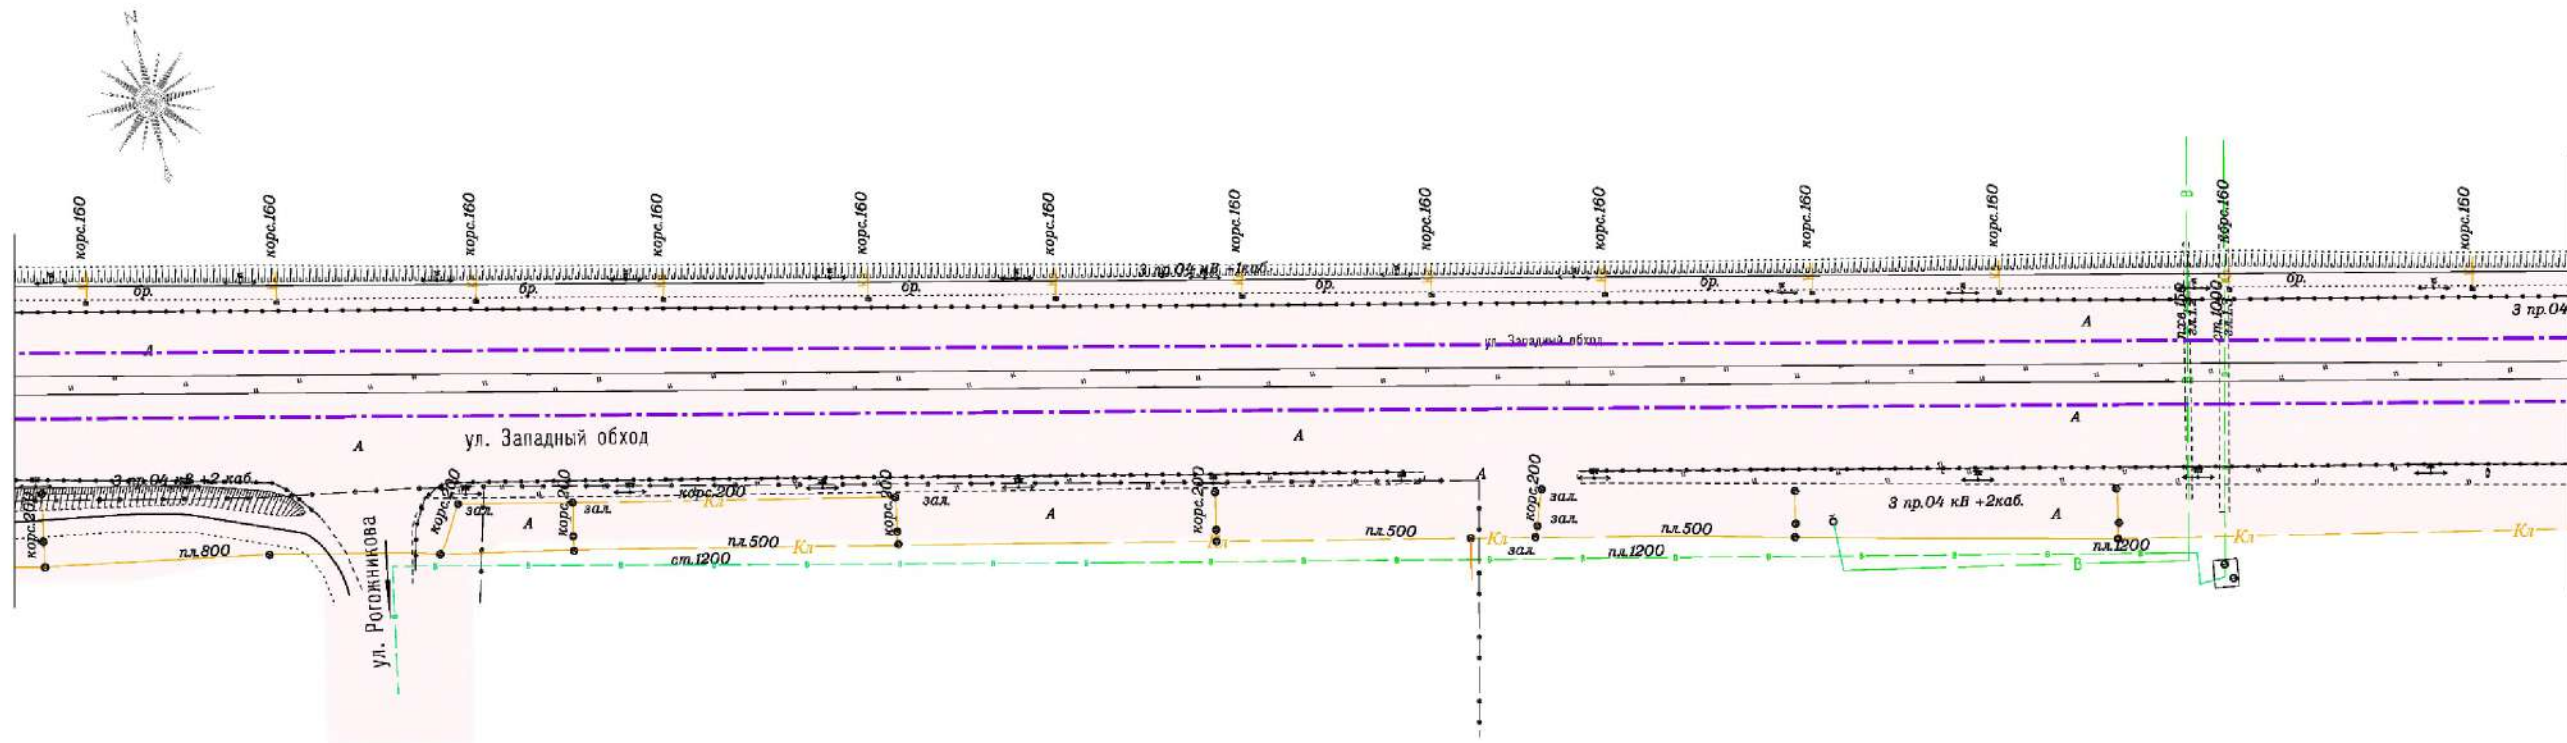 N
корс.160
корс.160
корс.160
корс.160
корс.160
корс.160
корс.160
корс.160
корс.160
корс.160
корс.160
корс.160
корс.160
В
3 пр.04 кВ +1каб.
бр.
бр.
бр.
бр.
бр.
бр.
3 пр.04
А
А
ул. Западный обход
пхв.150
ст.1000
А
ул. Западный обход
А
А
А
3 пр.04 кВ +2 каб.
корс.200
корс.200
корс.200
корс.200
корс.200
корс.200
корс.200
зал.
зал.
зал.
зал.
зал.
зал.
Кл
А
А
А
3 пр.04 кВ +2каб.
А
пл.800
пл.500
Кл
Кл
пл.500
Кл
пл.500
Кл
Кл
ст.1200
пл.1200
пл.1200
В
ул. Рогожникова